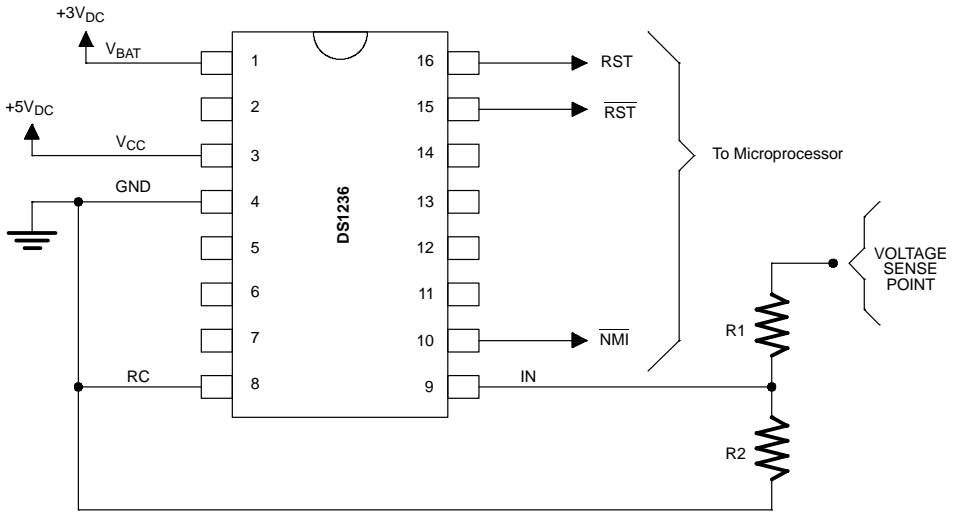 +3VDC
VBAT
+5VDC
VCC
GND
RC
1
2
3
4
5
6
7
8
DS1236
16
15
14
13
12
11
10
9
RST
RST
NMI
IN
To Microprocessor
VOLTAGE
SENSE
POINT
R1
R2